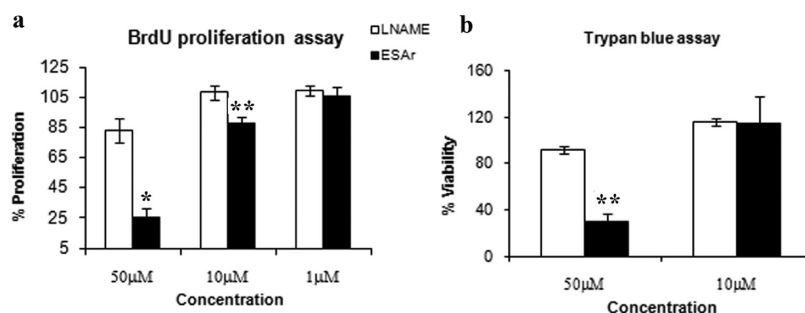 a
BrdU proliferation assay
LNAME
ESAr
% Proliferation
125
105
85
65
45
25
5
*
**
50µM
10µM
1µM
Concentration
b
Trypan blue assay
% Viability
160
120
80
40
0
**
50µM
10µM
Concentration